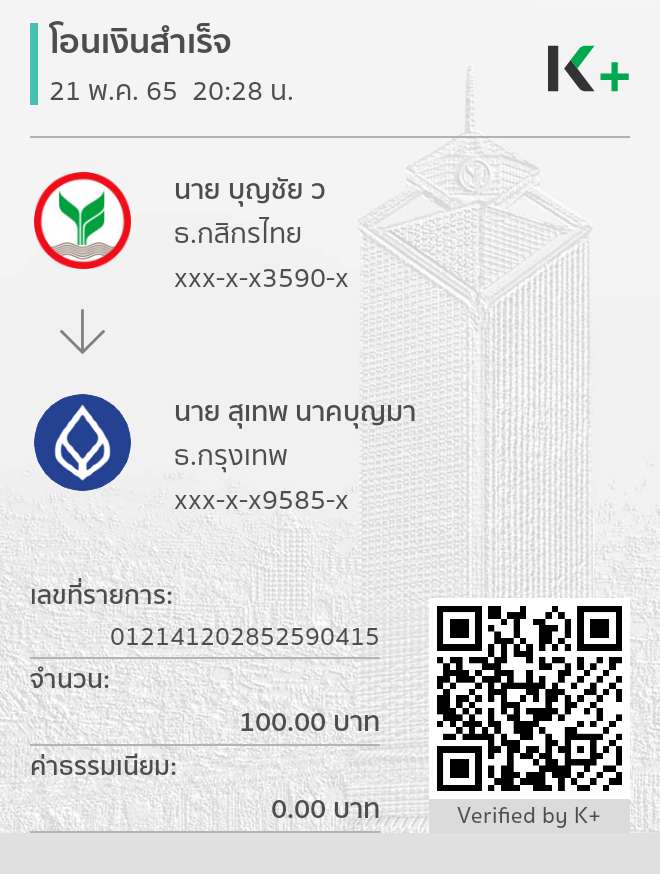 โอนเงินสำเร็จ
21 พ.ค. 65 20:28 น.
K+
นาย บุญชัย ว
ธ.กสิกรไทย
xxx-x-x3590-x
นาย สุเทพ นาคบุญมา
ธ.กรุงเทพ
xxx-x-x9585-x
เลขที่รายการ:
012141202852590415
จำนวน:
100.00 บาท
ค่าธรรมเนียม:
0.00 บาท
Verified by K+